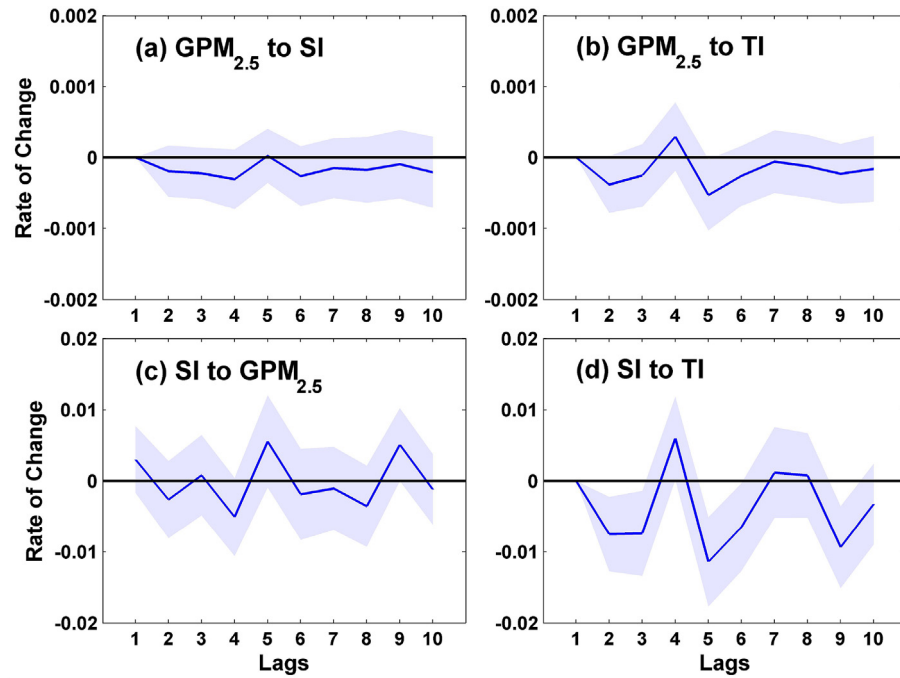 0.002
0.001
0
-0.001
-0.002
Rate of Change
(a) GPM2.5 to SI
1 2 3 4 5 6 7 8 9 10
0.002
0.001
0
-0.001
-0.002
(b) GPM2.5 to TI
1 2 3 4 5 6 7 8 9 10
0.02
0.01
0
-0.01
-0.02
Rate of Change
(c) SI to GPM2.5
1 2 3 4 5 6 7 8 9 10
Lags
0.02
0.01
0
-0.01
-0.02
(d) SI to TI
1 2 3 4 5 6 7 8 9 10
Lags